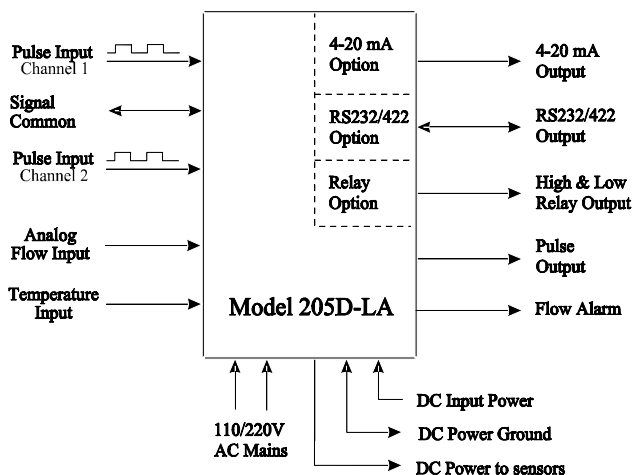 Pulse Input
Channel 1
Signal
Common
Pulse Input
Channel 2
Analog
Flow Input
Temperature
Input
4-20 mA
Option
RS232/422
Option
Relay
Option
Model 205D-LA
4-20 mA
Output
RS232/422
Output
High & Low
Relay Output
Pulse
Output
Flow Alarm
110/220V
AC Mains
DC Input Power
DC Power Ground
DC Power to sensors